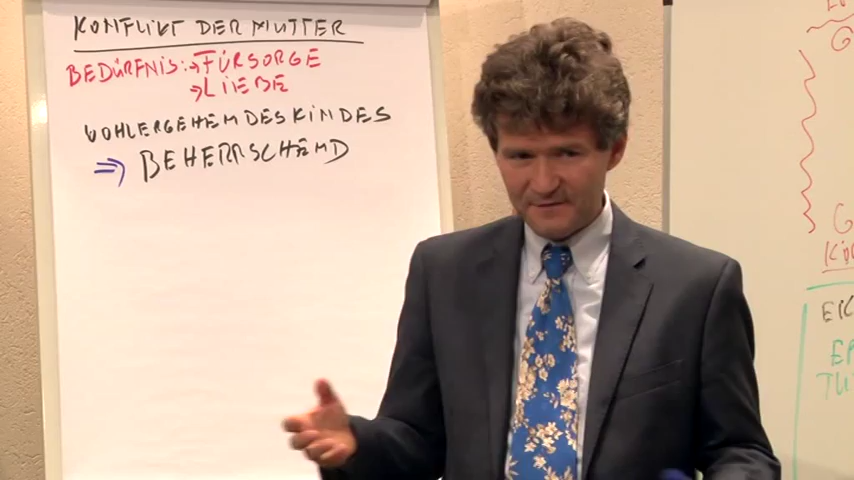 KONFLIKT DER MUTTER
BEDÜRFNIS: → FÜRSORGE
→ LIEBE
WOHLERGEHEN DES KINDES
⇒ BEHERRSCHEND